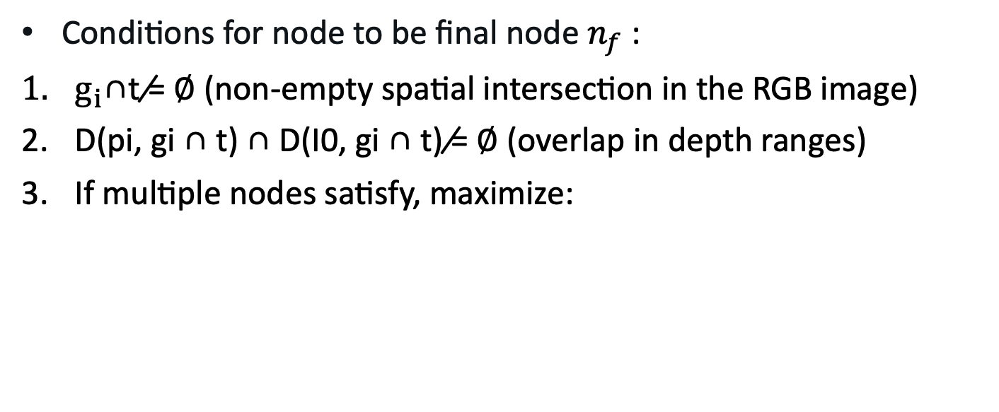 • Conditions for node to be final node n_f :
1. g_i∩t≠ ∅ (non-empty spatial intersection in the RGB image)
2. D(pi, gi ∩ t) ∩ D(I0, gi ∩ t)≠ ∅ (overlap in depth ranges)
3. If multiple nodes satisfy, maximize: